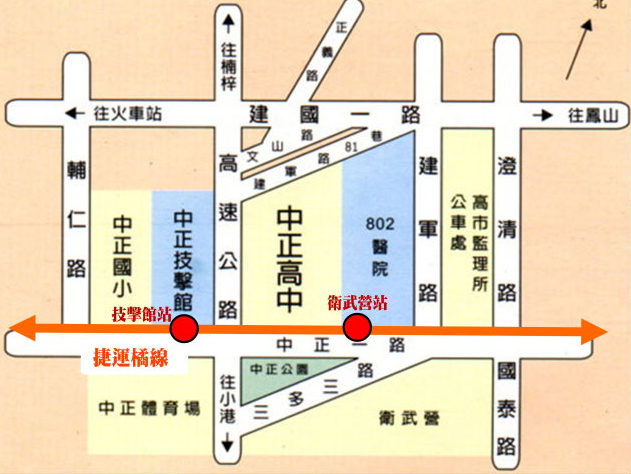 北
正義路
往楠梓
往火車站
建國一路
往鳳山
文山路
建軍路81巷
輔仁路
高速公路
建軍路
澄清路
中正國小
中正技擊館
中正高中
802
醫院
高市監理所
公車處
技擊館站
衛武營站
中正一路
捷運橘線
中正公園
往小港
三多三路
國泰路
中正體育場
衛武營